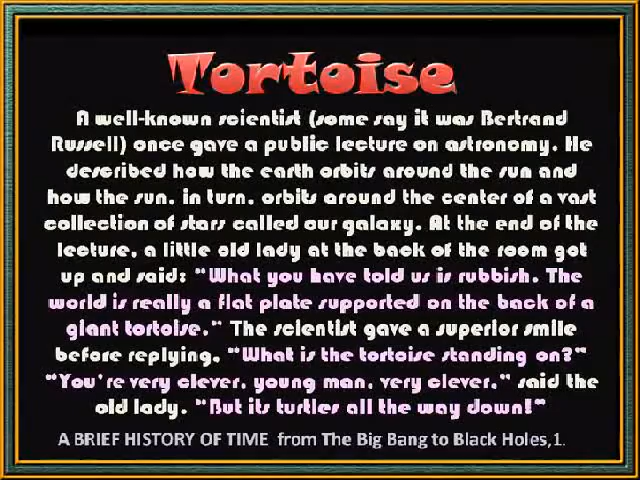 Tortoise
A well-known scientist (some say it was Bertrand
Russell) once gave a public lecture on astronomy. He
described how the earth orbits around the sun and
how the sun, in turn, orbits around the center of a vast
collection of stars called our galaxy. At the end of the
lecture, a little old lady at the back of the room got
up and said: "What you have told us is rubbish. The
world is really a flat plate supported on the back of a
giant tortoise." The scientist gave a superior smile
before replying, "What is the tortoise standing on?"
"You're very clever, young man, very clever," said the
old lady. "But its turtles all the way down!"
A BRIEF HISTORY OF TIME from The Big Bang to Black Holes,1.